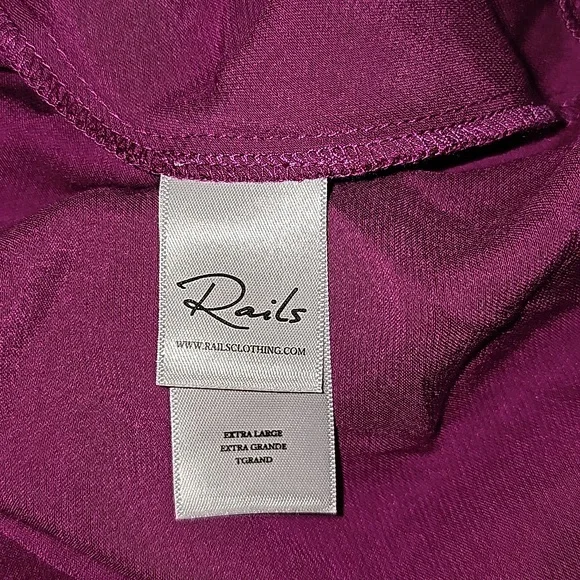 Rails
WWW.RAILSCLOTHING.COM
EXTRA LARGE
EXTRA GRANDE
TGRAND